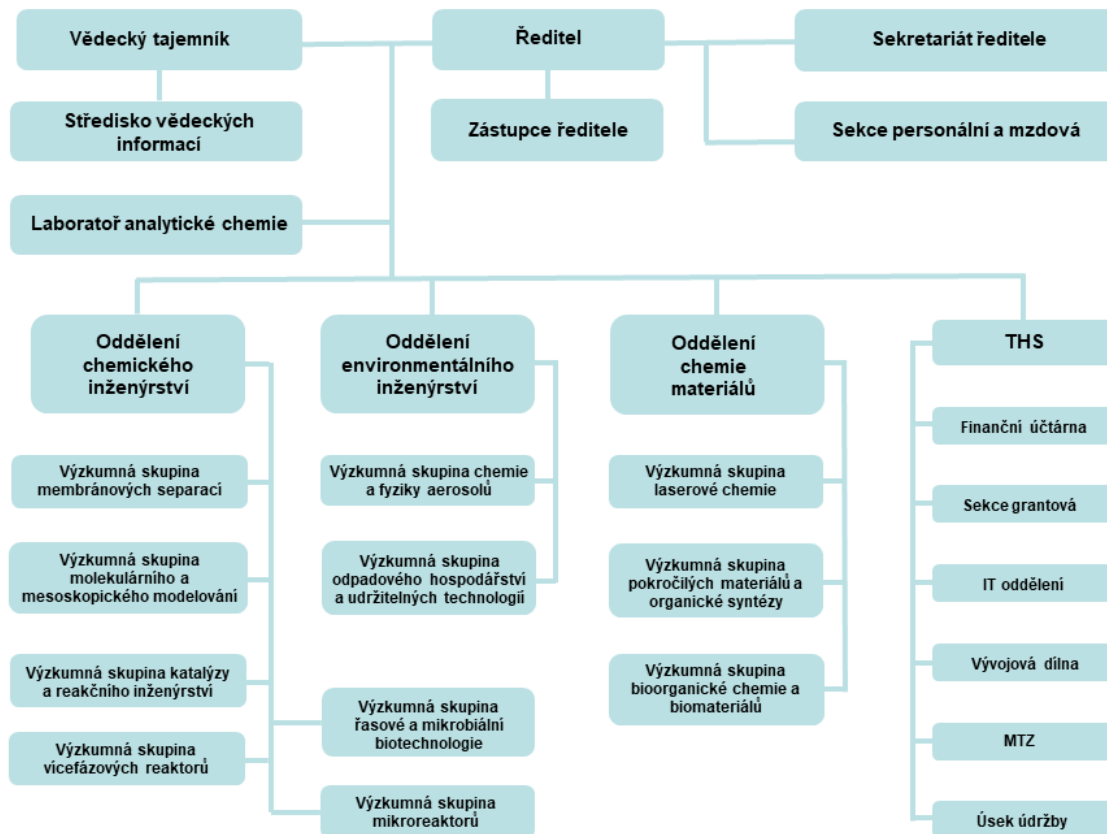 Vědecký tajemník
Ředitel
Sekretariát ředitele
Středisko vědeckých
informací
Zástupce ředitele
Sekce personální a mzdová
Laboratoř analytické chemie
Oddělení
chemického
inženýrství
Oddělení
environmentálního
inženýrství
Oddělení
chemie
materiálů
THS
Výzkumná skupina
membránových separací
Výzkumná skupina
molekulárního a
mesoskopického modelování
Výzkumná skupina katalýzy
a reakčního inženýrství
Výzkumná skupina
vícefázových reaktorů
Výzkumná skupina chemie
a fyziky aerosolů
Výzkumná skupina
odpadového hospodářství
a udržitelných technologií
Výzkumná skupina
řasové a mikrobiální
biotechnologie
Výzkumná skupina
mikroreaktorů
Výzkumná skupina
laserové chemie
Výzkumná skupina
pokročilých materiálů a
organické syntézy
Výzkumná skupina
bioorganické chemie a
biomateriálů
Finanční účtárna
Sekce grantová
IT oddělení
Vývojová dílna
MTZ
Úsek údržby